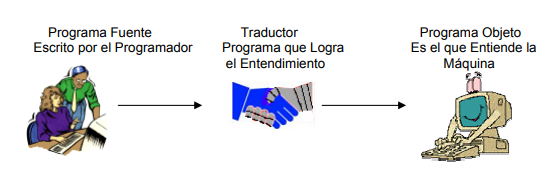 Programa Fuente
Escrito por el Programador
Traductor
Programa que Logra
el Entendimiento
Programa Objeto
Es el que Entiende la
Máquina